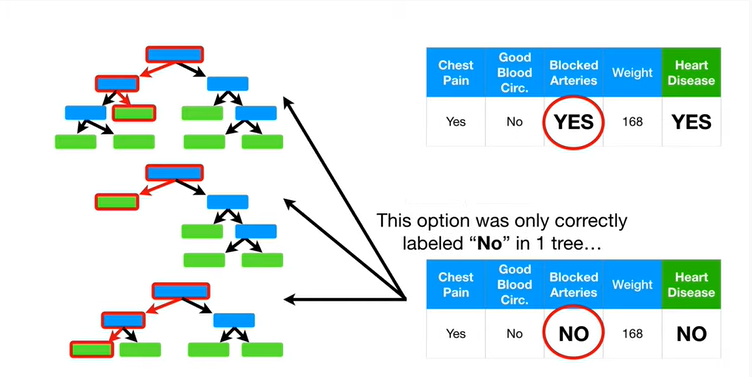 Chest Pain
Good Blood Circ.
Blocked Arteries
Weight
Heart Disease
Yes
No
YES
168
YES
This option was only correctly
labeled “No” in 1 tree…
Chest Pain
Good Blood Circ.
Blocked Arteries
Weight
Heart Disease
Yes
No
NO
168
NO